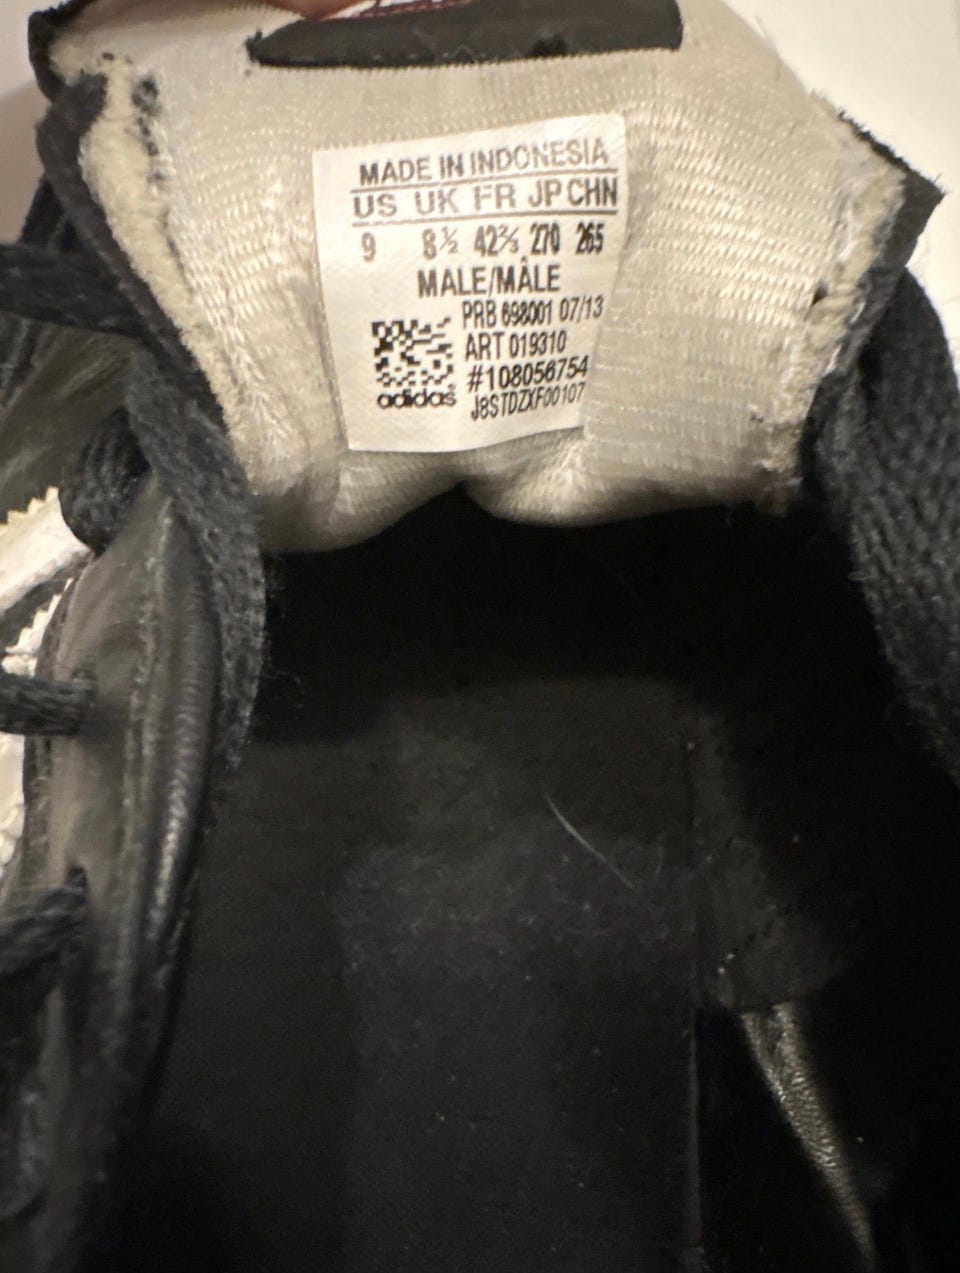 MADE IN INDONESIA
US UK FR JP CHN
9 8½ 42⅔ 270 265
MALE/MÂLE
PRB 698001 07/13
ART 019310
#108056754
adidas J8STDZXF00107